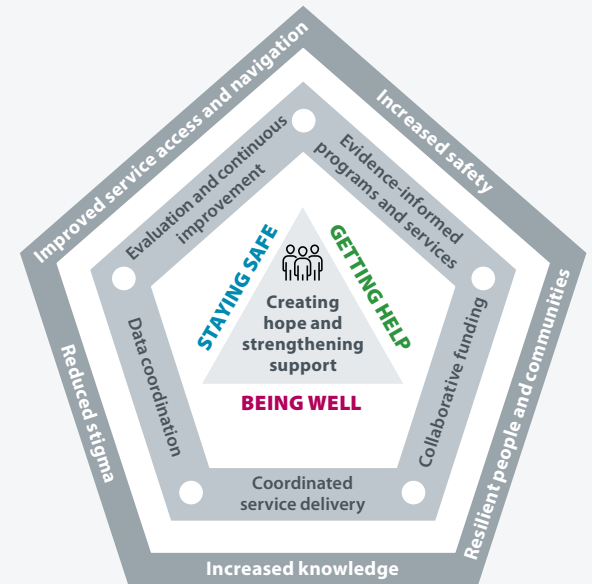 Improved service access and navigation
Increased safety
Evaluation and continuous
improvement
Evidence-informed
programs and services
STAYING SAFE
GETTING HELP
Creating
hope and
strengthening
support
BEING WELL
Data coordination
Collaborative funding
Reduced stigma
Resilient people and communities
Coordinated
service delivery
Increased knowledge